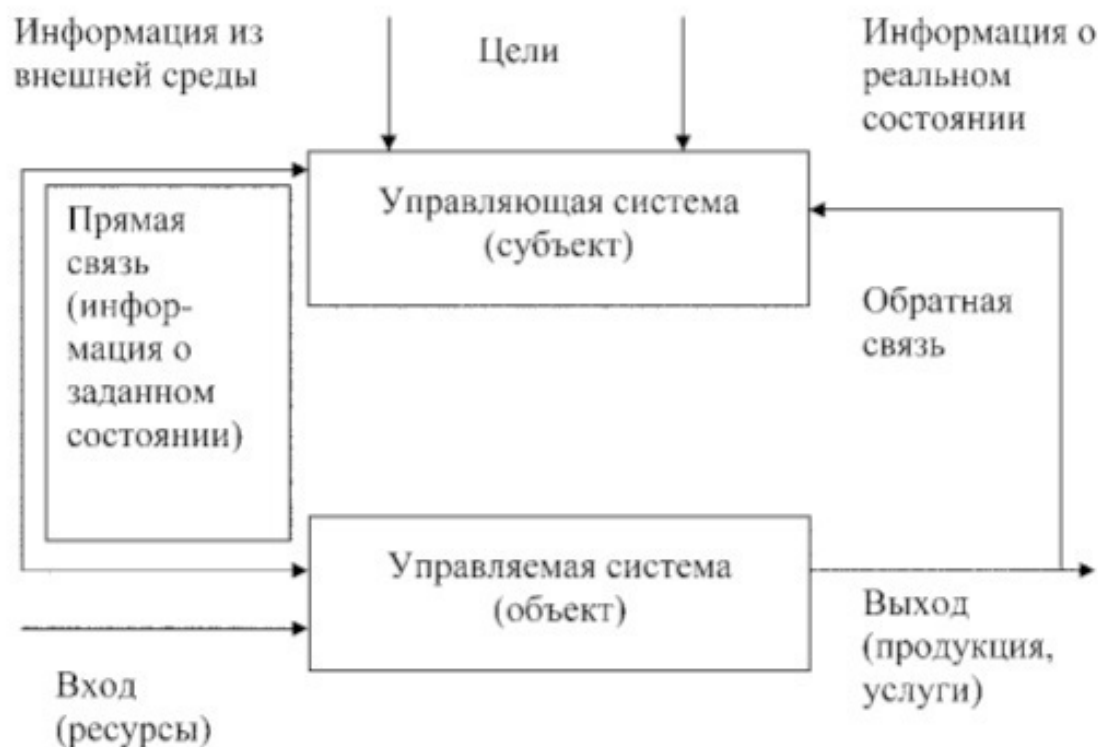 Информация из
внешней среды
Цели
Информация о
реальном
состоянии
Управляющая система
(субъект)
Прямая
связь
(инфор-
мация о
заданном
состоянии)
Обратная
связь
Управляемая система
(объект)
Выход
(продукция,
услуги)
Вход
(ресурсы)